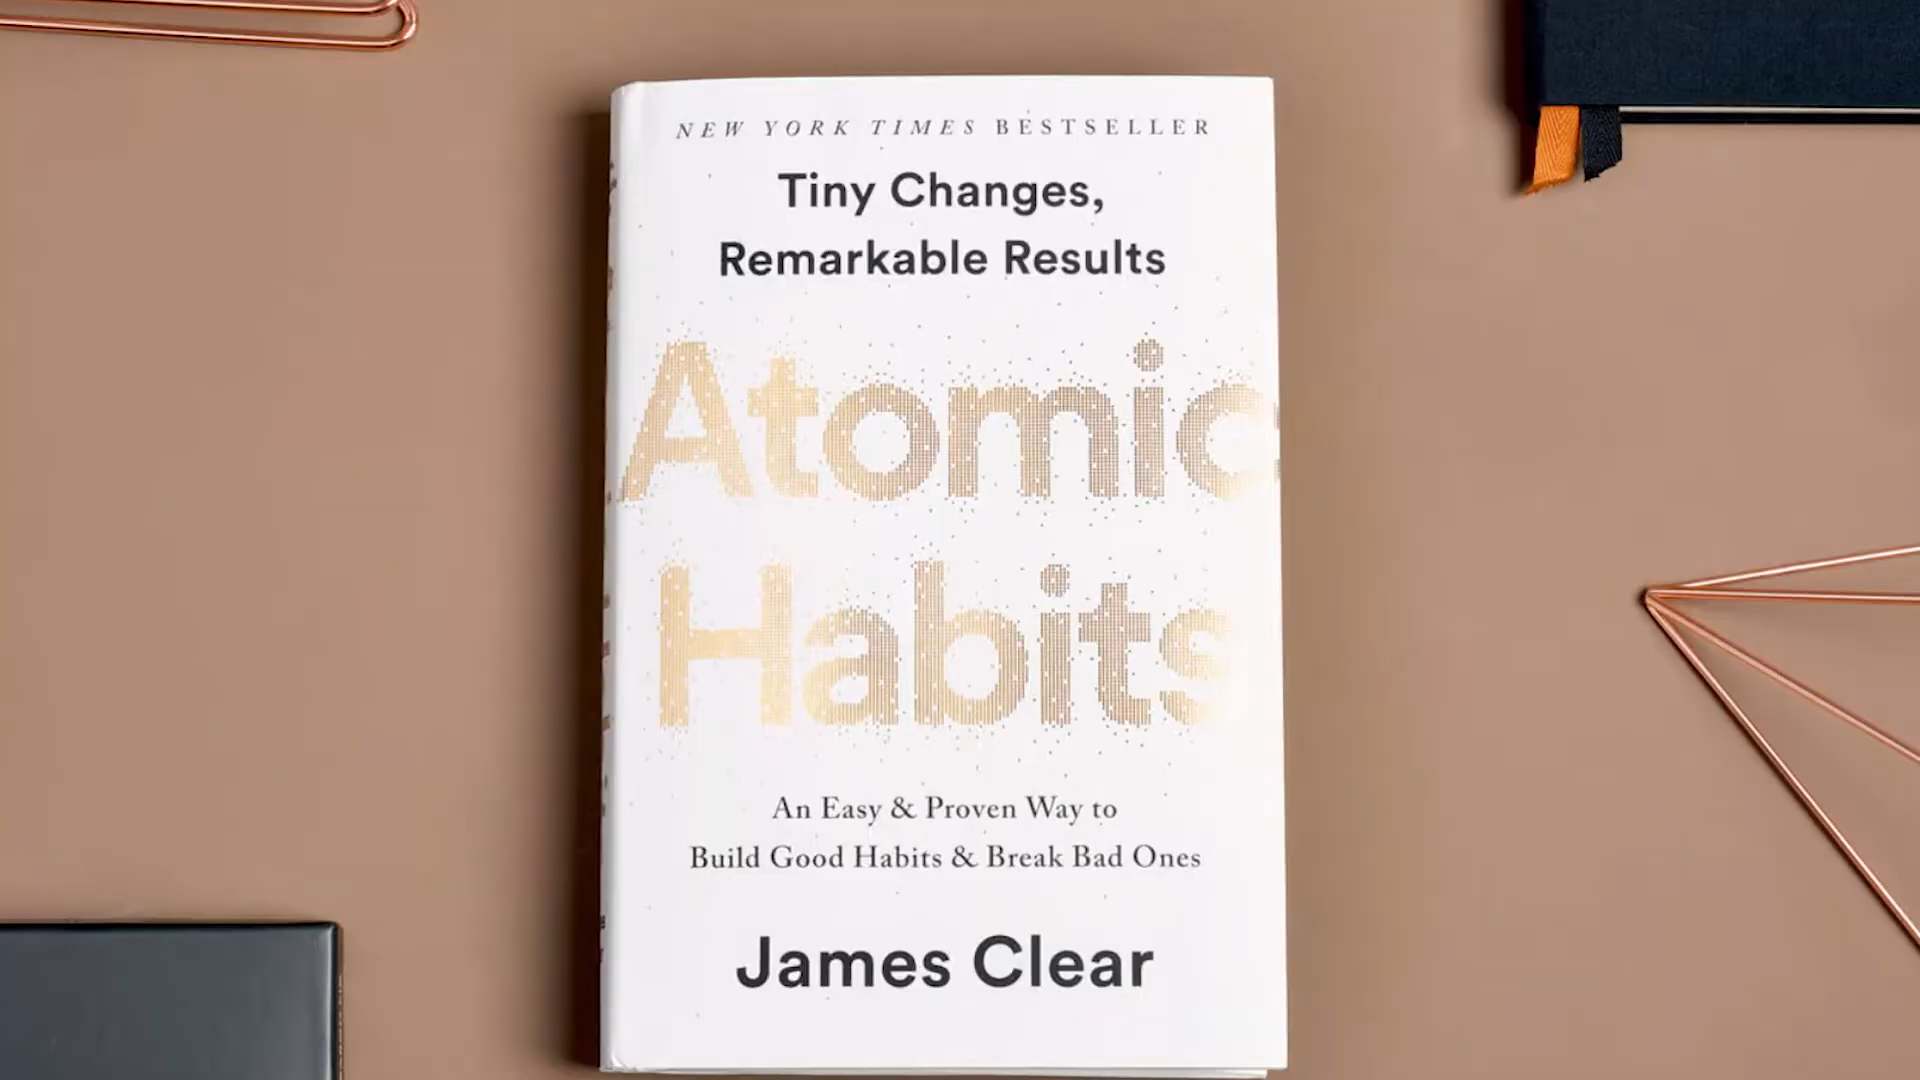 NEW YORK TIMES BESTSELLER
Tiny Changes,
Remarkable Results
Atomic
Habits
An Easy & Proven Way to
Build Good Habits & Break Bad Ones
James Clear